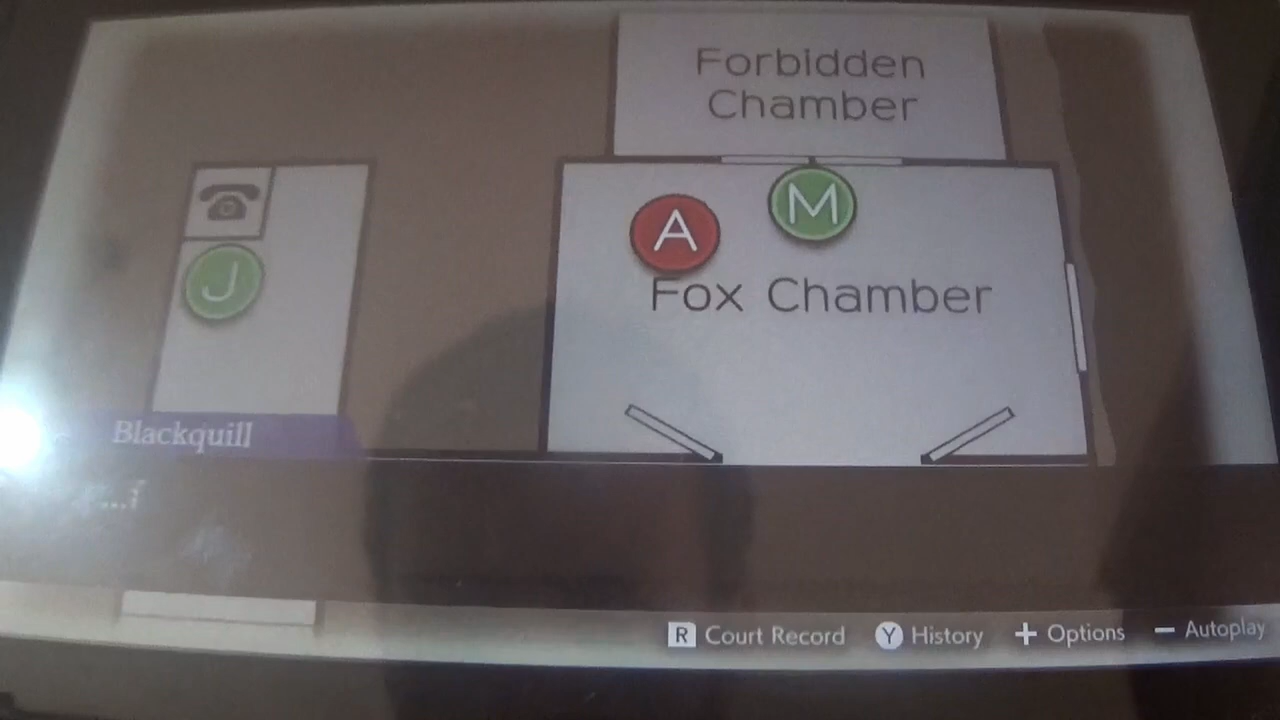 Forbidden
Chamber
A
M
J
Fox Chamber
Blackquill
R Court Record
Y History
+ Options
− Autoplay